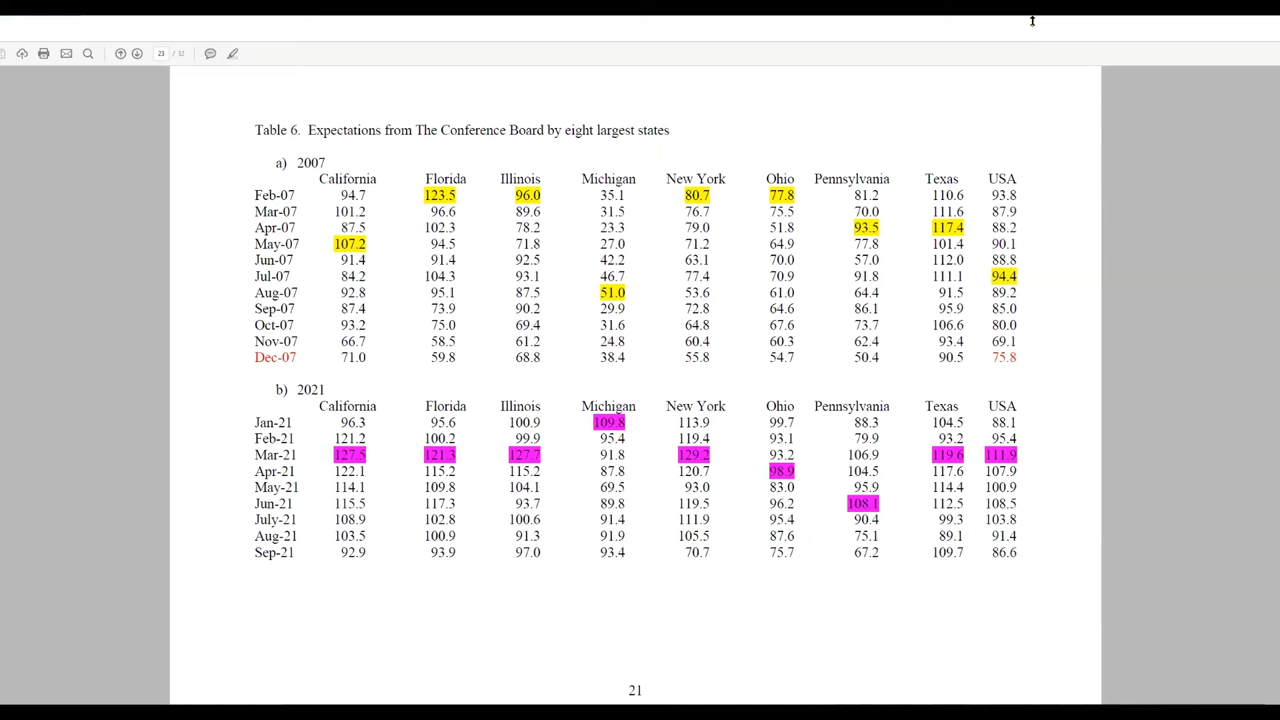 23 / 32
Table 6. Expectations from The Conference Board by eight largest states
a) 2007
California Florida Illinois Michigan New York Ohio Pennsylvania Texas USA
Feb-07 94.7 123.5 96.0 35.1 80.7 77.8 81.2 110.6 93.8
Mar-07 101.2 96.6 89.6 31.5 76.7 75.5 70.0 111.6 87.9
Apr-07 87.5 102.3 78.2 23.3 79.0 51.8 93.5 117.4 88.2
May-07 107.2 94.5 71.8 27.0 71.2 64.9 77.8 101.4 90.1
Jun-07 91.4 91.4 92.5 42.2 63.1 70.0 57.0 112.0 88.8
Jul-07 84.2 104.3 93.1 46.7 77.4 70.9 91.8 111.1 94.4
Aug-07 92.8 95.1 87.5 51.0 53.6 61.0 64.4 91.5 89.2
Sep-07 87.4 73.9 90.2 29.9 72.8 64.6 86.1 95.9 85.0
Oct-07 93.2 75.0 69.4 31.6 64.8 67.6 73.7 106.6 80.0
Nov-07 66.7 58.5 61.2 24.8 60.4 60.3 62.4 93.4 69.1
Dec-07 71.0 59.8 68.8 38.4 55.8 54.7 50.4 90.5 75.8
b) 2021
California Florida Illinois Michigan New York Ohio Pennsylvania Texas USA
Jan-21 96.3 95.6 100.9 109.8 113.9 99.7 88.3 104.5 88.1
Feb-21 121.2 100.2 99.9 95.4 119.4 93.1 79.9 93.2 95.4
Mar-21 127.5 121.3 127.7 91.8 129.2 93.2 106.9 119.6 111.9
Apr-21 122.1 115.2 115.2 87.8 120.7 98.9 104.5 117.6 107.9
May-21 114.1 109.8 104.1 69.5 93.0 83.0 95.9 114.4 100.9
Jun-21 115.5 117.3 93.7 89.8 119.5 96.2 108.1 112.5 108.5
July-21 108.9 102.8 100.6 91.4 111.9 95.4 90.4 99.3 103.8
Aug-21 103.5 100.9 91.3 91.9 105.5 87.6 75.1 89.1 91.4
Sep-21 92.9 93.9 97.0 93.4 70.7 75.7 67.2 109.7 86.6
21